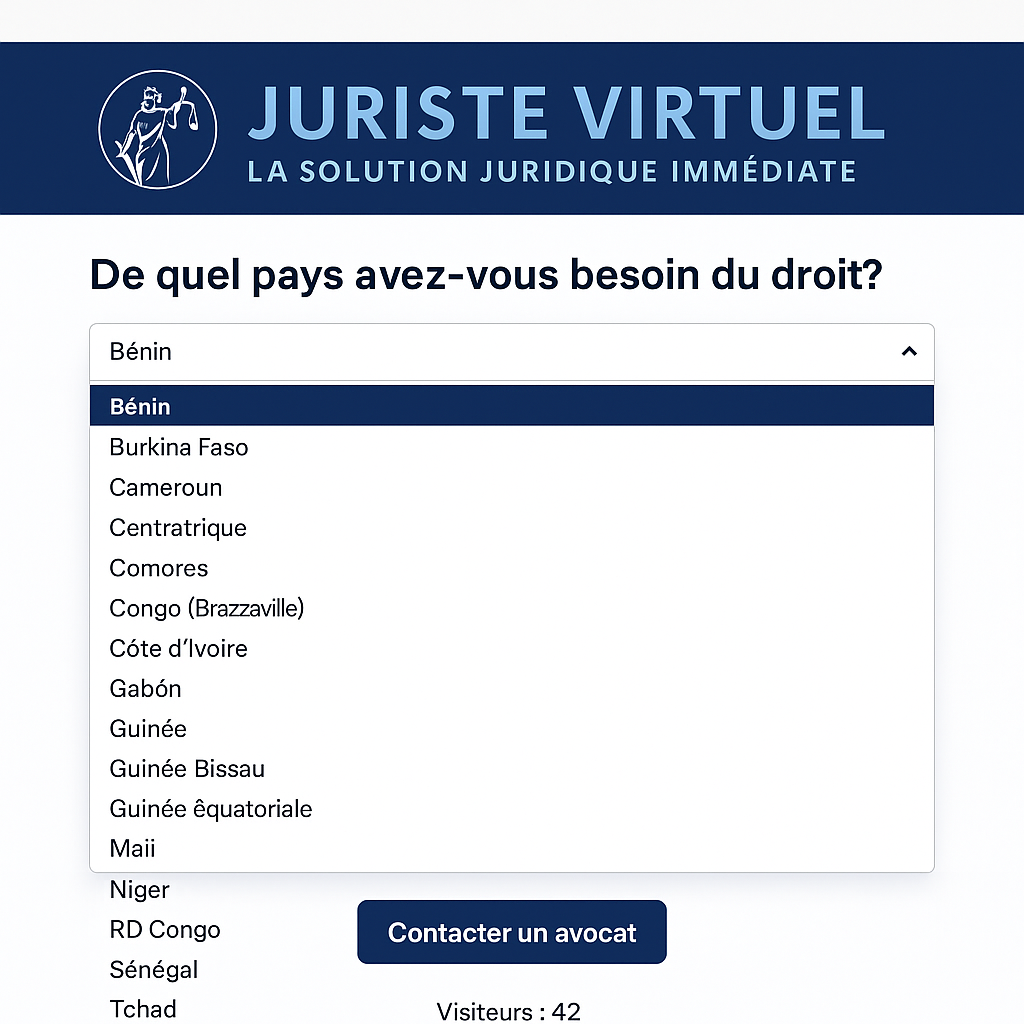 JURISTE VIRTUEL
LA SOLUTION JURIDIQUE IMMÉDIATE
De quel pays avez-vous besoin du droit?
Bénin
Bénin
Burkina Faso
Cameroun
Centratrique
Comores
Congo (Brazzaville)
Cóte d’Ivoire
Gabón
Guinée
Guinée Bissau
Guinée êquatoriale
Maii
Niger
RD Congo
Contacter un avocat
Sénégal
Tchad
Visiteurs : 42